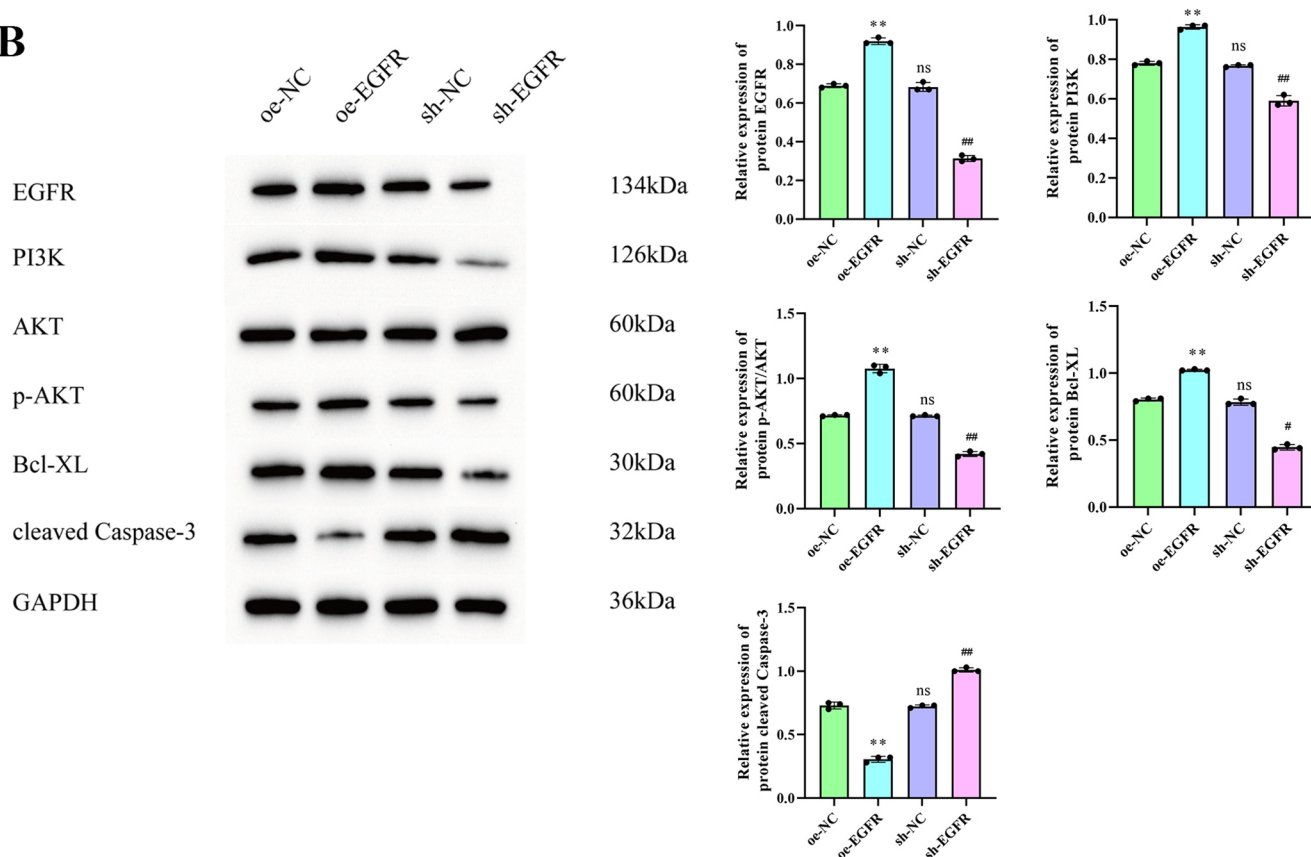 B
oe-NC
oe-EGFR
sh-NC
sh-EGFR
EGFR
134kDa
PI3K
126kDa
AKT
60kDa
p-AKT
60kDa
Bcl-XL
30kDa
cleaved Caspase-3
32kDa
GAPDH
36kDa
Relative expression of
protein EGFR
1.0
0.8
0.6
0.4
0.2
0.0
**
ns
##
oe-NC
oe-EGFR
sh-NC
sh-EGFR
Relative expression of
protein PI3K
1.0
0.8
0.6
0.4
0.2
0.0
**
ns
##
oe-NC
oe-EGFR
sh-NC
sh-EGFR
Relative expression of
protein p-AKT/AKT
1.5
1.0
0.5
0.0
**
ns
##
oe-NC
oe-EGFR
sh-NC
sh-EGFR
Relative expression of
protein Bcl-XL
1.5
1.0
0.5
0.0
**
ns
#
oe-NC
oe-EGFR
sh-NC
sh-EGFR
Relative expression of
protein cleaved Caspase-3
1.5
1.0
0.5
0.0
**
ns
##
oe-NC
oe-EGFR
sh-NC
sh-EGFR